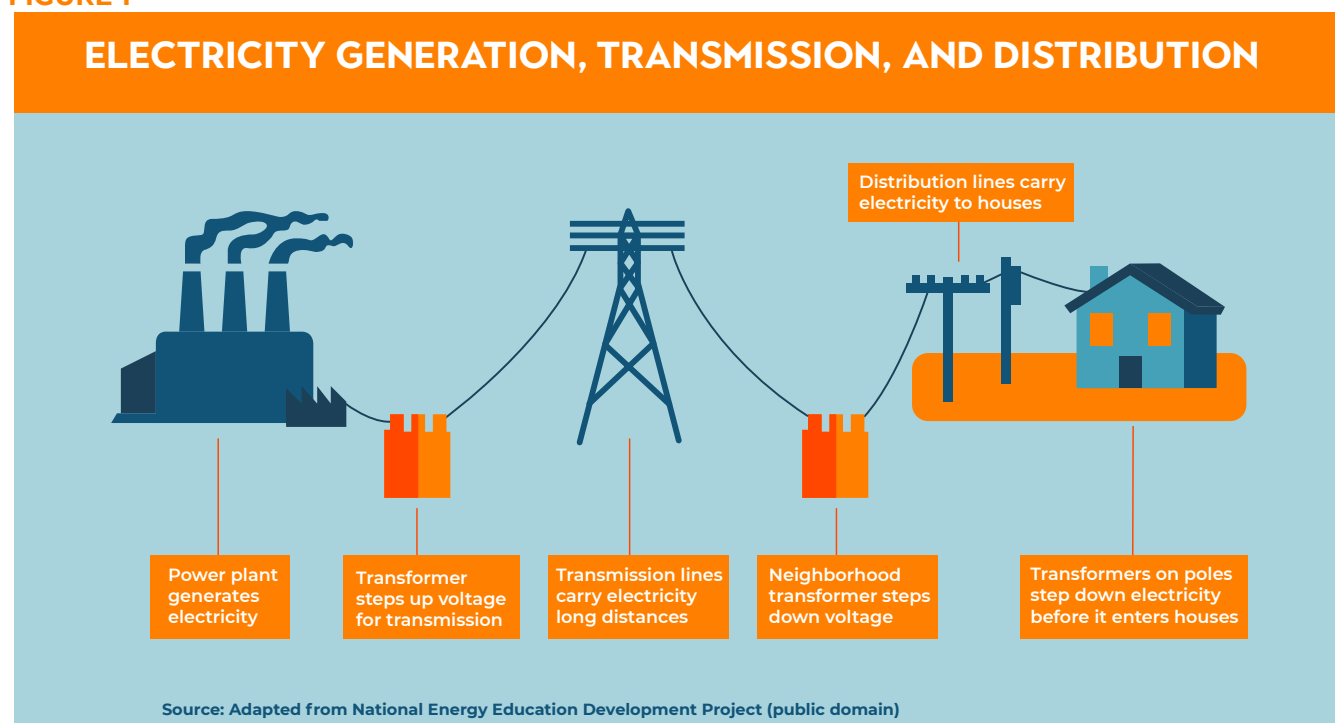 FIGURE 1
ELECTRICITY GENERATION, TRANSMISSION, AND DISTRIBUTION
Distribution lines carry
electricity to houses
Power plant
generates
electricity
Transformer
steps up voltage
for transmission
Transmission lines
carry electricity
long distances
Neighborhood
transformer steps
down voltage
Transformers on poles
step down electricity
before it enters houses
Source: Adapted from National Energy Education Development Project (public domain)